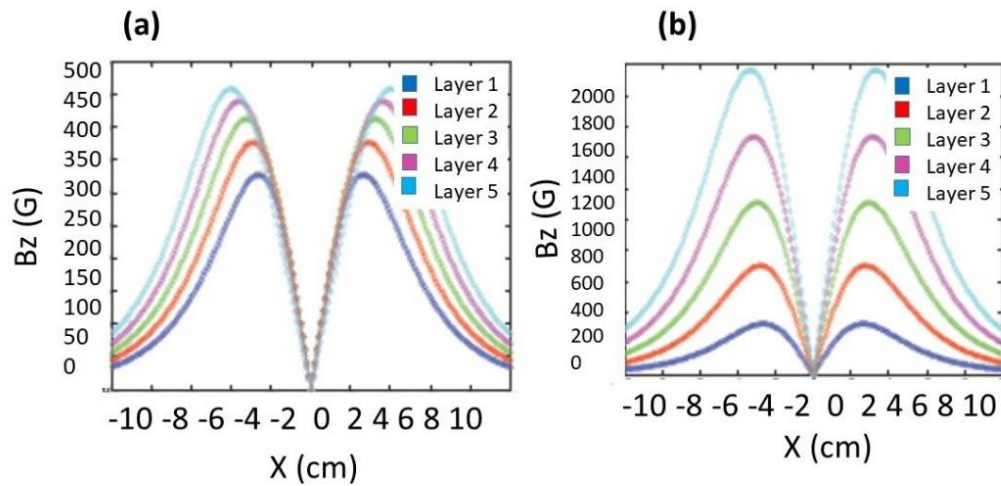 (a)
500
450
400
350
300
250
200
150
100
50
0
Bz (G)
-10 -8 -6 -4 -2 0 2 4 6 8 10
X (cm)
Layer 1
Layer 2
Layer 3
Layer 4
Layer 5
(b)
2000
1800
1600
1400
1200
1000
800
600
400
200
0
Bz (G)
-10 -8 -6 -4 -2 0 2 4 6 8 10
X (cm)
Layer 1
Layer 2
Layer 3
Layer 4
Layer 5